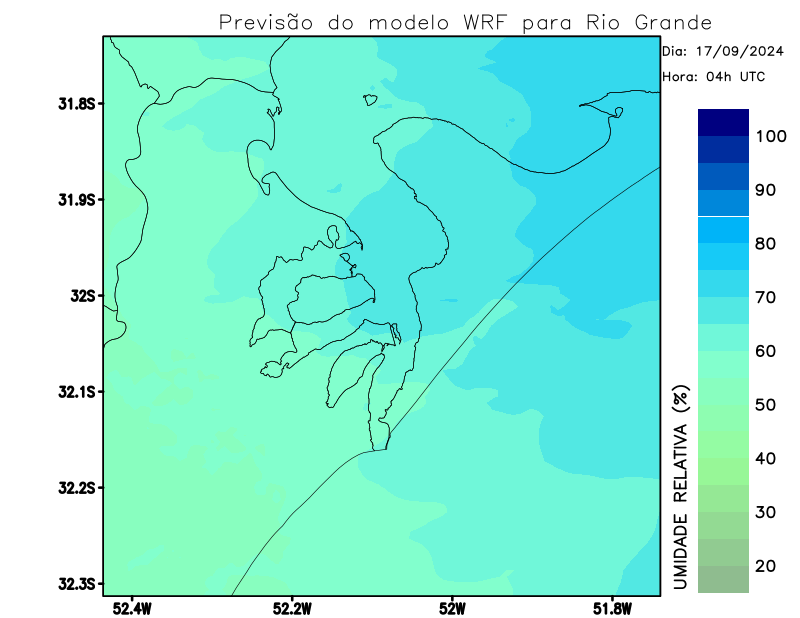 Previsão do modelo WRF para Rio Grande
Dia: 17/09/2024
Hora: 04h UTC
31.8S
31.9S
32S
32.1S
32.2S
32.3S
52.4W
52.2W
52W
51.8W
100
90
80
70
60
50
40
30
20
UMIDADE RELATIVA (%)